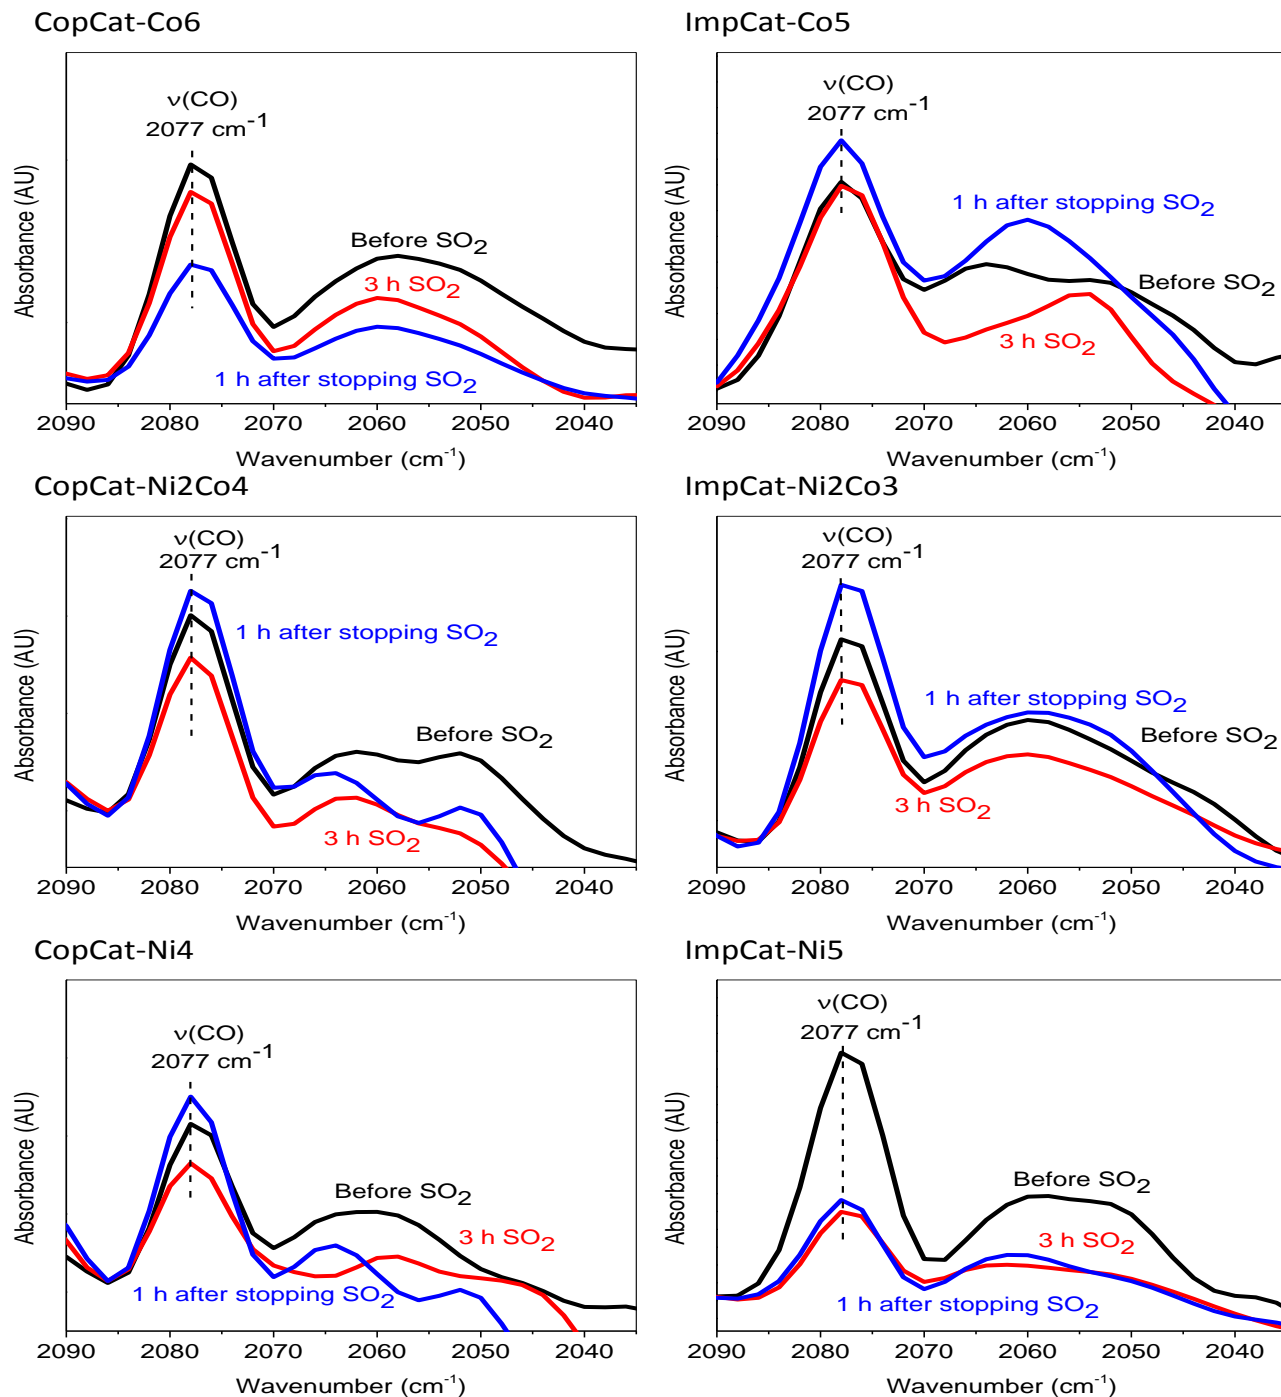 CopCat-Co6
ν(CO)
2077 cm-1
Before SO2
3 h SO2
1 h after stopping SO2
Absorbance (AU)
2090 2080 2070 2060 2050 2040
Wavenumber (cm-1)
ImpCat-Co5
ν(CO)
2077 cm-1
1 h after stopping SO2
Before SO2
3 h SO2
Absorbance (AU)
2090 2080 2070 2060 2050 2040
Wavenumber (cm-1)
CopCat-Ni2Co4
ν(CO)
2077 cm-1
1 h after stopping SO2
Before SO2
3 h SO2
Absorbance (AU)
2090 2080 2070 2060 2050 2040
Wavenumber (cm-1)
ImpCat-Ni2Co3
ν(CO)
2077 cm-1
1 h after stopping SO2
Before SO2
3 h SO2
Absorbance (AU)
2090 2080 2070 2060 2050 2040
Wavenumber (cm-1)
CopCat-Ni4
ν(CO)
2077 cm-1
Before SO2
3 h SO2
1 h after stopping SO2
Absorbance (AU)
2090 2080 2070 2060 2050 2040
Wavenumber (cm-1)
ImpCat-Ni5
ν(CO)
2077 cm-1
Before SO2
3 h SO2
1 h after stopping SO2
Absorbance (AU)
2090 2080 2070 2060 2050 2040
Wavenumber (cm-1)